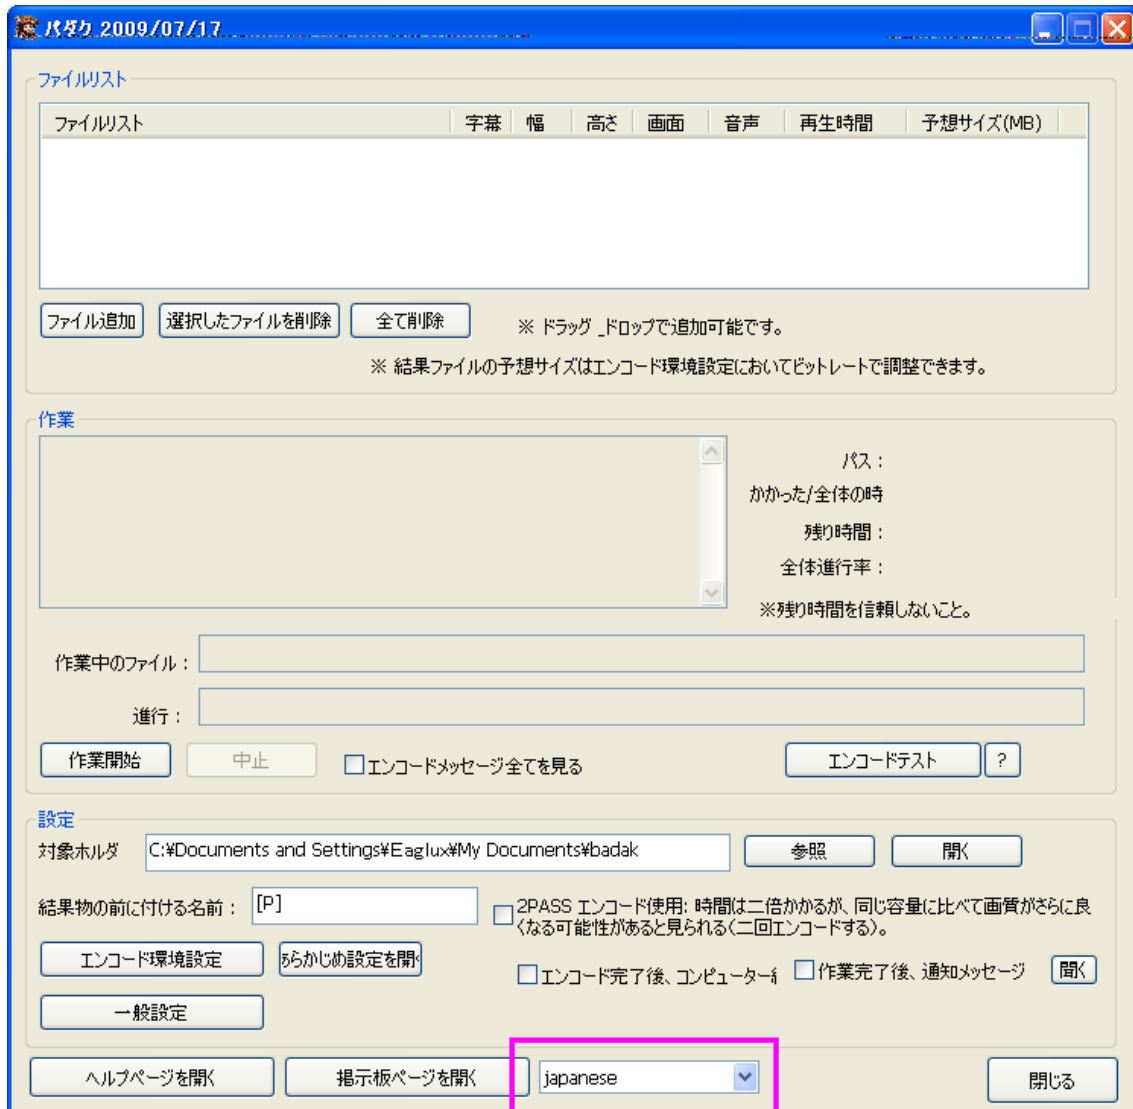 パダク 2009/07/17
ファイルリスト
ファイルリスト 字幕 幅 高さ 画面 音声 再生時間 予想サイズ(MB)
ファイル追加 選択したファイルを削除 全て削除 ※ ドラッグ _ドロップで追加可能です。
※ 結果ファイルの予想サイズはエンコード環境設定においてビットレートで調整できます。
作業
パス :
かかった/全体の時
残り時間 :
全体進行率 :
※残り時間を信頼しないこと。
作業中のファイル :
進行 :
作業開始 中止 エンコードメッセージ全てを見る エンコードテスト ?
設定
対象ホルダ C:¥Documents and Settings¥Eaglux¥My Documents¥badak 参照 開く
結果物の前に付ける名前 : [P] 2PASS エンコード使用: 時間は二倍かかるが、同じ容量に比べて画質がさらに良
くなる可能性があると見られる(二回エンコードする)。
エンコード環境設定 らかじめ設定を開 エンコード完了後、コンピューター 作業完了後、通知メッセージ 聞く
一般設定
ヘルプページを開く 掲示板ページを開く japanese 閉じる